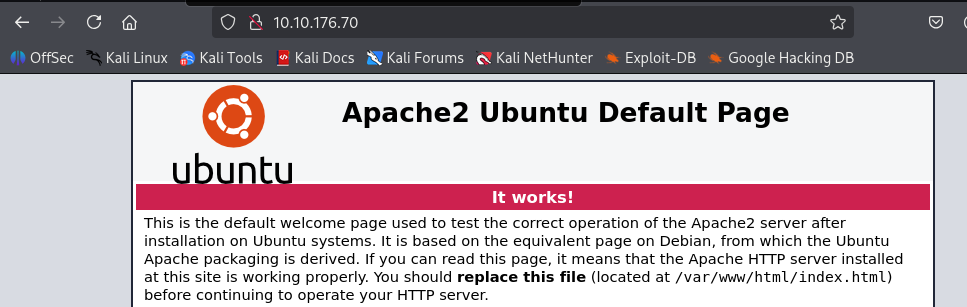 10.10.176.70
OffSec Kali Linux Kali Tools Kali Docs Kali Forums Kali NetHunter Exploit-DB Google Hacking DB
ubuntu
Apache2 Ubuntu Default Page
It works!
This is the default welcome page used to test the correct operation of the Apache2 server after
installation on Ubuntu systems. It is based on the equivalent page on Debian, from which the Ubuntu
Apache packaging is derived. If you can read this page, it means that the Apache HTTP server installed
at this site is working properly. You should replace this file (located at /var/www/html/index.html)
before continuing to operate your HTTP server.